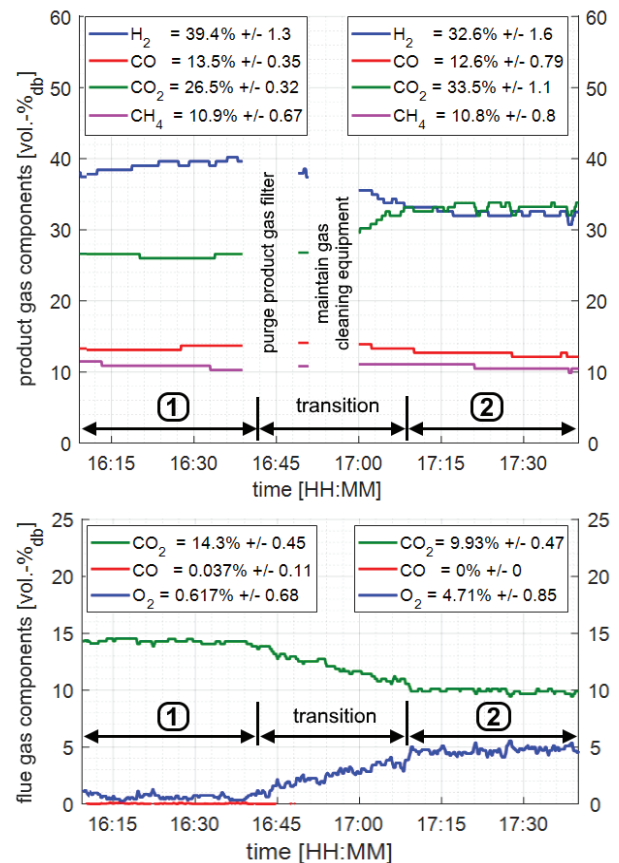 60
50
40
30
20
10
0
product gas components [vol.-%db]
H2 = 39.4% +/- 1.3
CO = 13.5% +/- 0.35
CO2 = 26.5% +/- 0.32
CH4 = 10.9% +/- 0.67
H2 = 32.6% +/- 1.6
CO = 12.6% +/- 0.79
CO2 = 33.5% +/- 1.1
CH4 = 10.8% +/- 0.8
60
50
40
30
20
10
0
purge product gas filter
maintain gas
cleaning equipment
1 transition 2
16:15 16:30 16:45 17:00 17:15 17:30
time [HH:MM]
25
20
15
10
5
0
flue gas components [vol.-%db]
CO2 = 14.3% +/- 0.45
CO = 0.037% +/- 0.11
O2 = 0.617% +/- 0.68
CO2 = 9.93% +/- 0.47
CO = 0% +/- 0
O2 = 4.71% +/- 0.85
25
20
15
10
5
0
1 transition 2
16:15 16:30 16:45 17:00 17:15 17:30
time [HH:MM]